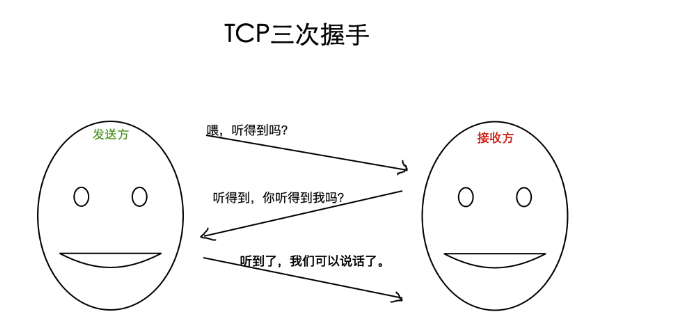 TCP三次握手
发送方
接收方
喂，听得到吗？
听得到，你听得到我吗？
听到了，我们可以说话了。